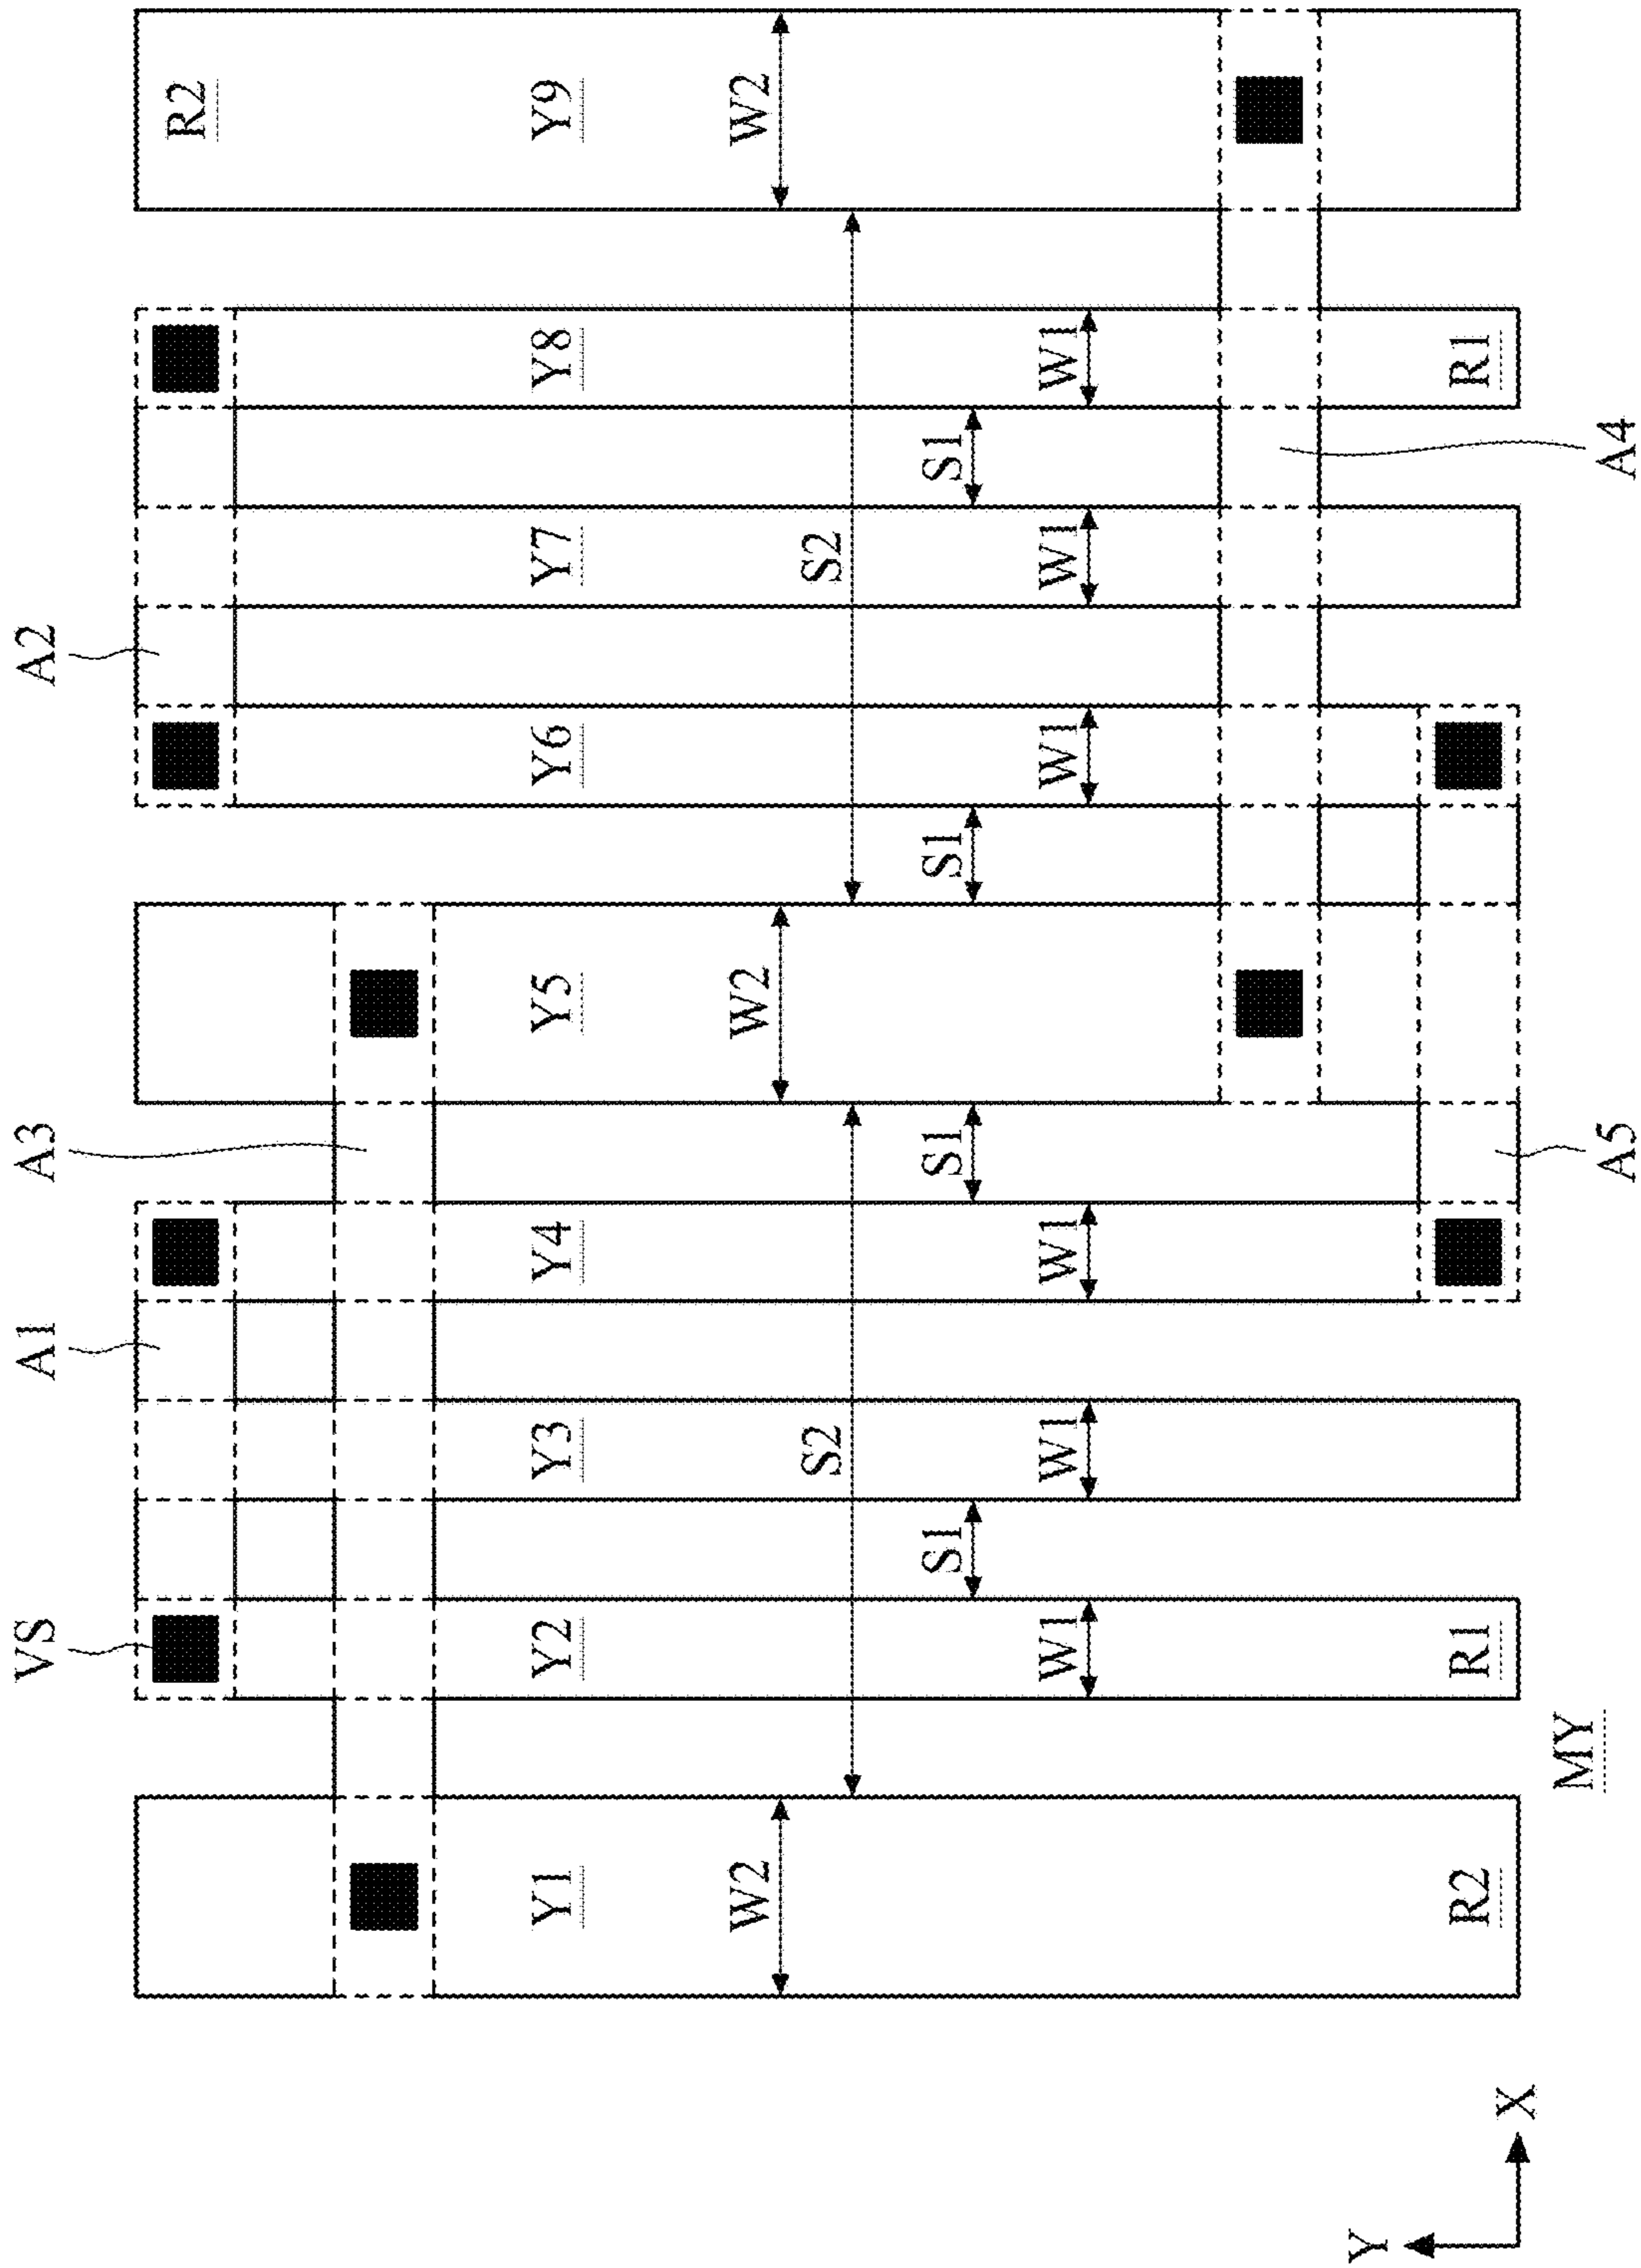 VS A1 A3 A2
R2
Y1 Y2 Y3 Y4 Y5 Y6 Y7 Y8 Y9
W2 W2 W2
S2 S2
S1 S1 S1 S1
W1 W1 W1 W1 W1 W1
R2 R1 R1
MY
A5 A4
Y
X